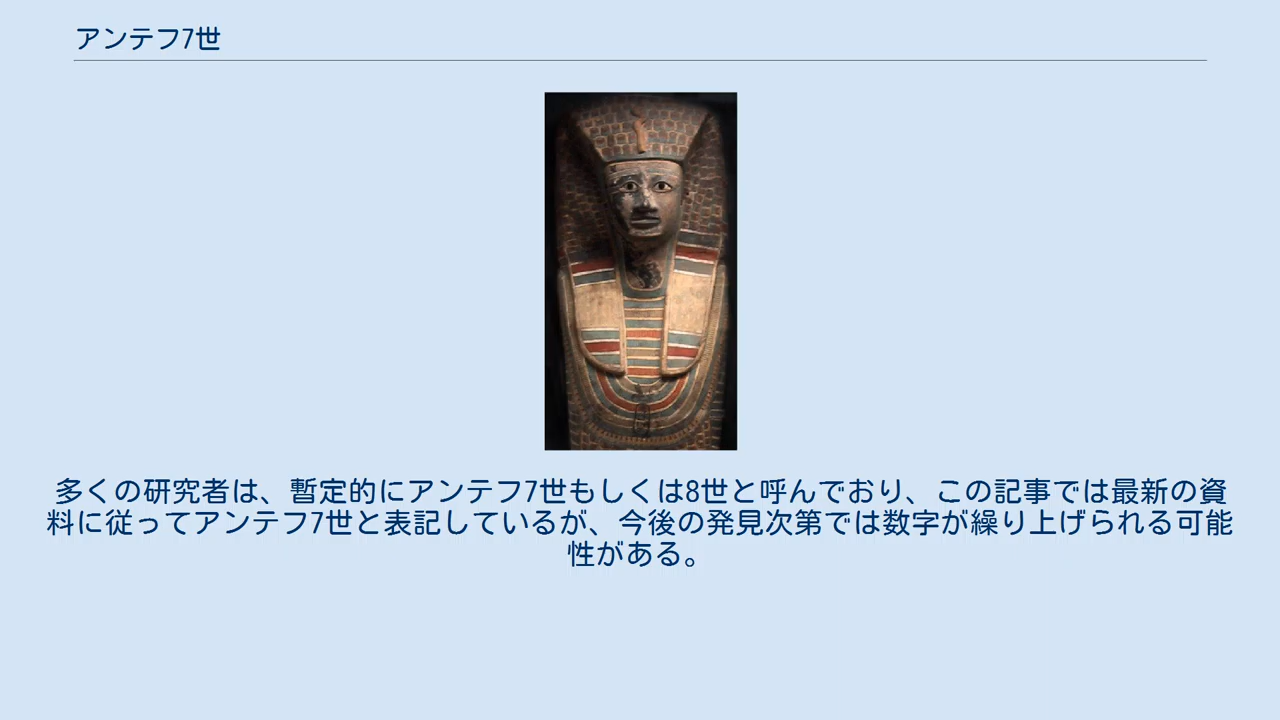 アンテフ7世
多くの研究者は、暫定的にアンテフ7世もしくは8世と呼んでおり、この記事では最新の資
料に従ってアンテフ7世と表記しているが、今後の発見次第では数字が繰り上げられる可能
性がある。